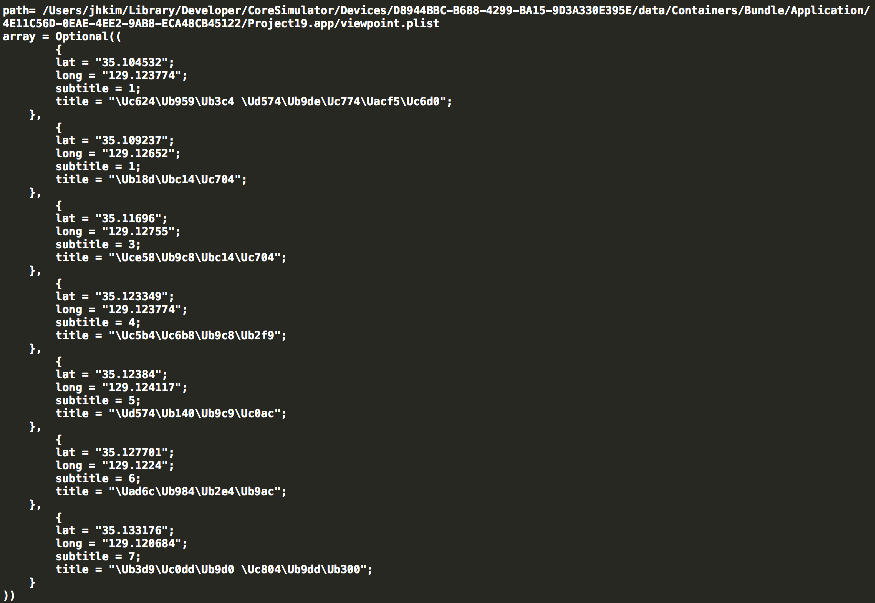 path= /Users/jhkim/Library/Developer/CoreSimulator/Devices/D8944BBC-B688-4299-BA15-9D3A330E395E/data/Containers/Bundle/Application/
4E11C56D-0EAE-4EE2-9AB8-ECA48CB45122/Project19.app/viewpoint.plist
array = Optional((
{
lat = "35.104532";
long = "129.123774";
subtitle = 1;
title = "\Uc624\Ub959\Ub3c4 \Ud574\Ub9de\Uc774\Uacf5\Uc6d0";
},
{
lat = "35.109237";
long = "129.12652";
subtitle = 1;
title = "\Ub18d\Ubc14\Uc704";
},
{
lat = "35.11696";
long = "129.12755";
subtitle = 3;
title = "\Uce58\Ub9c8\Ubc14\Uc704";
},
{
lat = "35.123349";
long = "129.123774";
subtitle = 4;
title = "\Uc5b4\Uc6b8\Ub9c8\Ub2f9";
},
{
lat = "35.12384";
long = "129.124117";
subtitle = 5;
title = "\Ud574\Ub140\Ub9c9\Uc0ac";
},
{
lat = "35.127701";
long = "129.1224";
subtitle = 6;
title = "\Uad6c\Ub984\Ub2e4\Ub9ac";
},
{
lat = "35.133176";
long = "129.120684";
subtitle = 7;
title = "\Ub3d9\Uc0dd\Ub9d0 \Uc804\Ub9dd\Ub300";
}
))